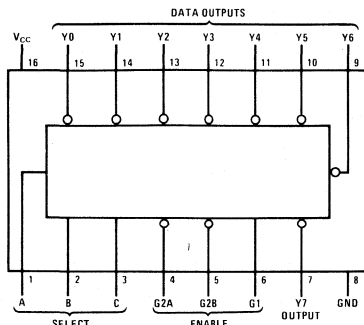 DATA OUTPUTS
VCC Y0 Y1 Y2 Y3 Y4 Y5 Y6
16 15 14 13 12 11 10 9
1 2 3 4 5 6 7 8
A B C G2A G2B G1 Y7 GND
SELECT ENABLE OUTPUT